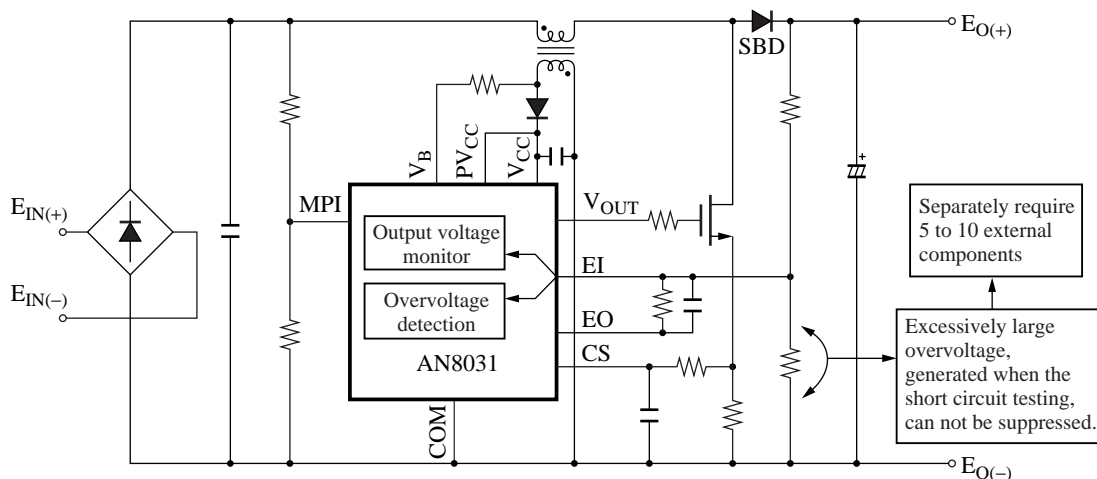 E_O(+)
SBD
V_B
PV_CC
V_CC
E_IN(+)
E_IN(−)
MPI
Output voltage
monitor
Overvoltage
detection
AN8031
V_OUT
EI
EO
CS
COM
Separately require
5 to 10 external
components
Excessively large
overvoltage,
generated when the
short circuit testing,
can not be suppressed.
+
E_O(−)